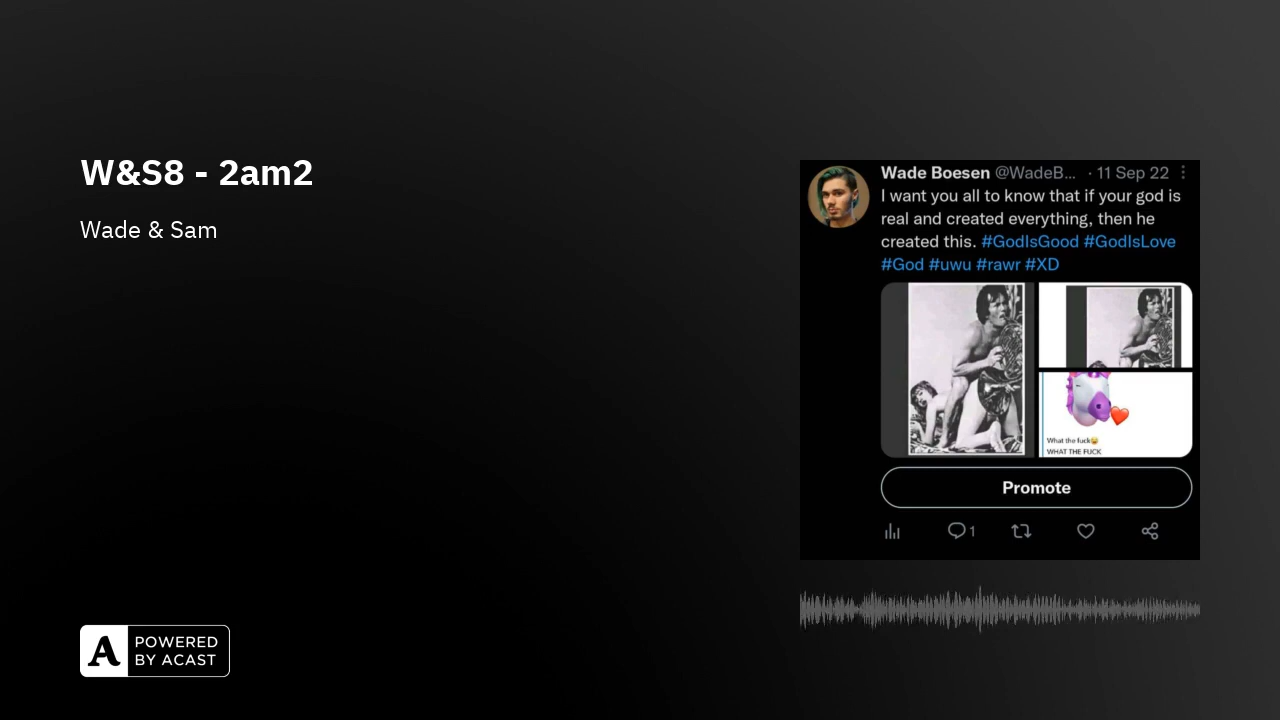 W&S8 - 2am2
Wade & Sam
Wade Boesen @WadeB... · 11 Sep 22
I want you all to know that if your god is
real and created everything, then he
created this. #GodIsGood #GodIsLove
#God #uwu #rawr #XD
What the fuck😩
WHAT THE FUCK
Promote
1
A POWERED
BY ACAST